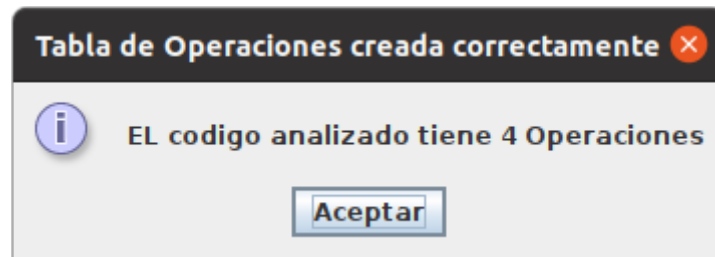 Tabla de Operaciones creada correctamente
EL codigo analizado tiene 4 Operaciones
Aceptar